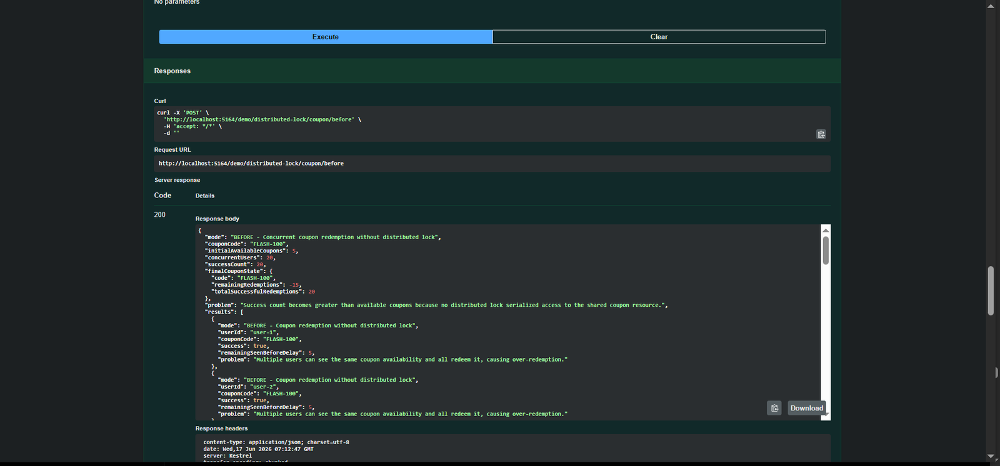 No parameters
Execute
Clear
Responses
Curl
curl -X 'POST' \
  'http://localhost:5164/demo/distributed-lock/coupon/before' \
  -H 'accept: */*' \
  -d ''
Request URL
http://localhost:5164/demo/distributed-lock/coupon/before
Server response
Code Details
200
Response body
{
  "mode": "BEFORE - Concurrent coupon redemption without distributed lock",
  "couponCode": "FLASH-100",
  "initialAvailableCoupons": 5,
  "concurrentUsers": 20,
  "successCount": 20,
  "finalCouponState": {
    "code": "FLASH-100",
    "remainingRedemptions": -15,
    "totalSuccessfulRedemptions": 20
  },
  "problem": "Success count becomes greater than available coupons because no distributed lock serialized access to the shared coupon resource.",
  "results": [
    {
      "mode": "BEFORE - Coupon redemption without distributed lock",
      "userId": "user-1",
      "couponCode": "FLASH-100",
      "success": true,
      "remainingSeenBeforeDelay": 5,
      "problem": "Multiple users can see the same coupon availability and all redeem it, causing over-redemption."
    },
    {
      "mode": "BEFORE - Coupon redemption without distributed lock",
      "userId": "user-2",
      "couponCode": "FLASH-100",
      "success": true,
      "remainingSeenBeforeDelay": 5,
      "problem": "Multiple users can see the same coupon availability and all redeem it, causing over-redemption."
    }
Download
Response headers
content-type: application/json; charset=utf-8
date: Wed,17 Jun 2026 07:12:47 GMT
server: Kestrel